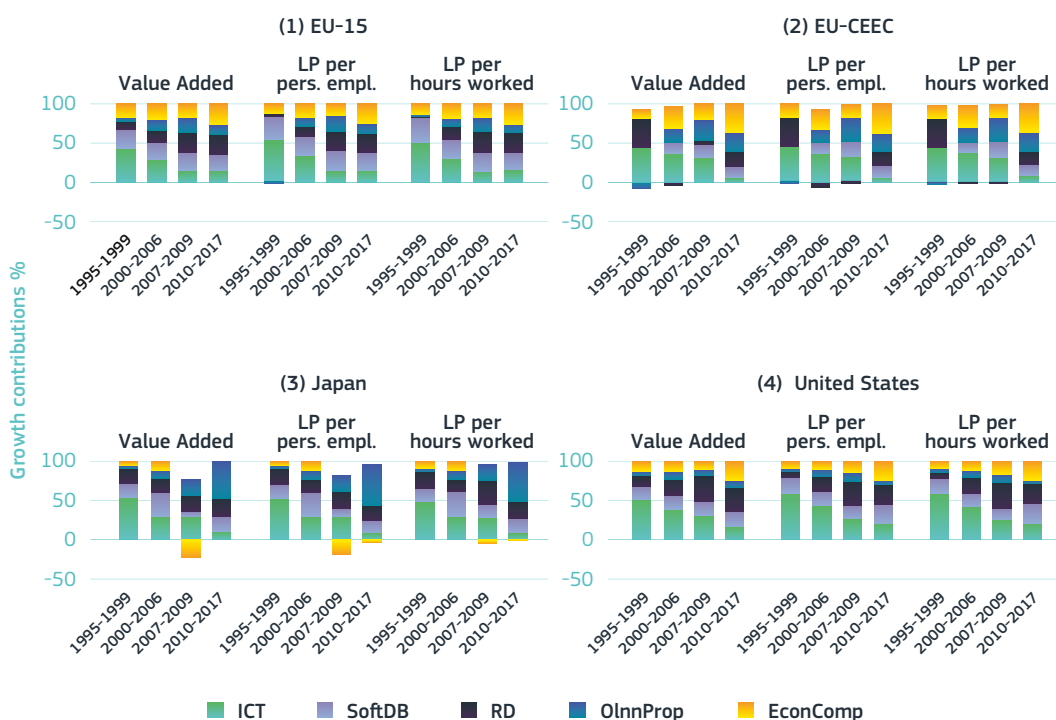 (1) EU-15
Value Added
LP per
pers. empl.
LP per
hours worked
100
50
0
-50
1995-1999
2000-2006
2007-2009
2010-2017
1995-1999
2000-2006
2007-2009
2010-2017
1995-1999
2000-2006
2007-2009
2010-2017
(2) EU-CEEC
Value Added
LP per
pers. empl.
LP per
hours worked
100
50
0
-50
1995-1999
2000-2006
2007-2009
2010-2017
1995-1999
2000-2006
2007-2009
2010-2017
1995-1999
2000-2006
2007-2009
2010-2017
Growth contributions %
(3) Japan
Value Added
LP per
pers. empl.
LP per
hours worked
100
50
0
-50
1995-1999
2000-2006
2007-2009
2010-2017
1995-1999
2000-2006
2007-2009
2010-2017
1995-1999
2000-2006
2007-2009
2010-2017
(4) United States
Value Added
LP per
pers. empl.
LP per
hours worked
100
50
0
-50
1995-1999
2000-2006
2007-2009
2010-2017
1995-1999
2000-2006
2007-2009
2010-2017
1995-1999
2000-2006
2007-2009
2010-2017
ICT SoftDB RD OlnnProp EconComp